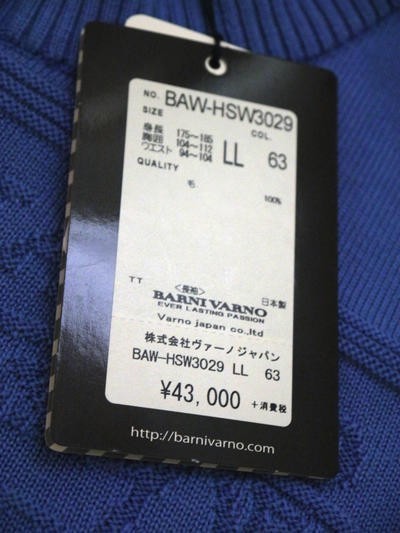 NO. BAW-HSW3029
SIZE COL.
身長 175~185
胸囲 104~112
ウエスト 94~104
LL 63
QUALITY
毛 100%
TT 〈長袖〉 日本製
BARNI VARNO
EVER LASTING PASSION
Varno japan co.,ltd
株式会社ヴァーノジャパン
BAW-HSW3029 LL 63
¥43,000 +消費税
http://barnivarno.com